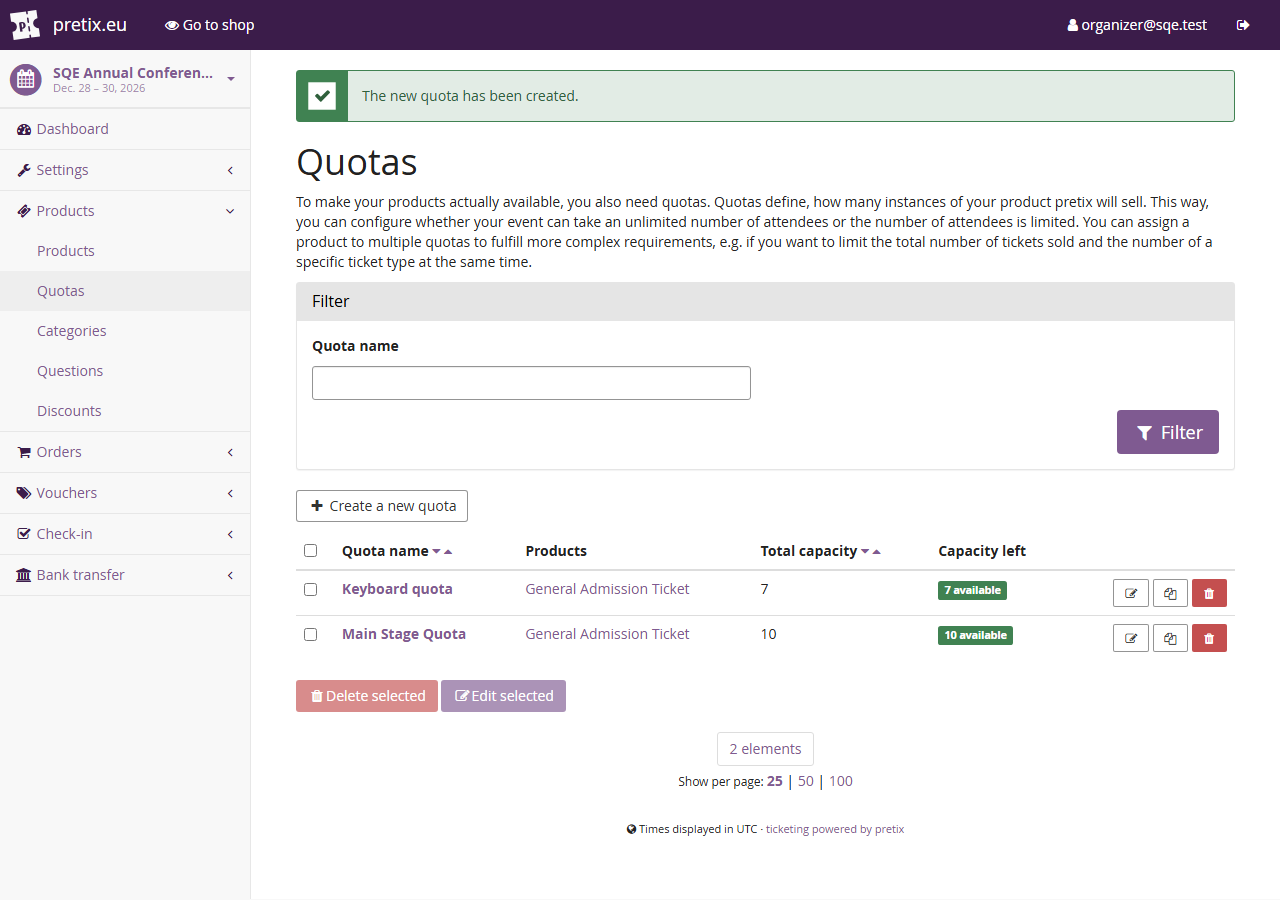 pretix.eu
Go to shop
organizer@sqe.test
SQE Annual Conferen...
Dec. 28 – 30, 2026
Dashboard
Settings
Products
Products
Quotas
Categories
Questions
Discounts
Orders
Vouchers
Check-in
Bank transfer
The new quota has been created.
Quotas
To make your products actually available, you also need quotas. Quotas define, how many instances of your product pretix will sell. This way,
you can configure whether your event can take an unlimited number of attendees or the number of attendees is limited. You can assign a
product to multiple quotas to fulfill more complex requirements, e.g. if you want to limit the total number of tickets sold and the number of a
specific ticket type at the same time.
Filter
Quota name
Filter
Create a new quota
Quota name Products Total capacity Capacity left
Keyboard quota General Admission Ticket 7 7 available
Main Stage Quota General Admission Ticket 10 10 available
Delete selected Edit selected
2 elements
Show per page: 25 | 50 | 100
Times displayed in UTC · ticketing powered by pretix